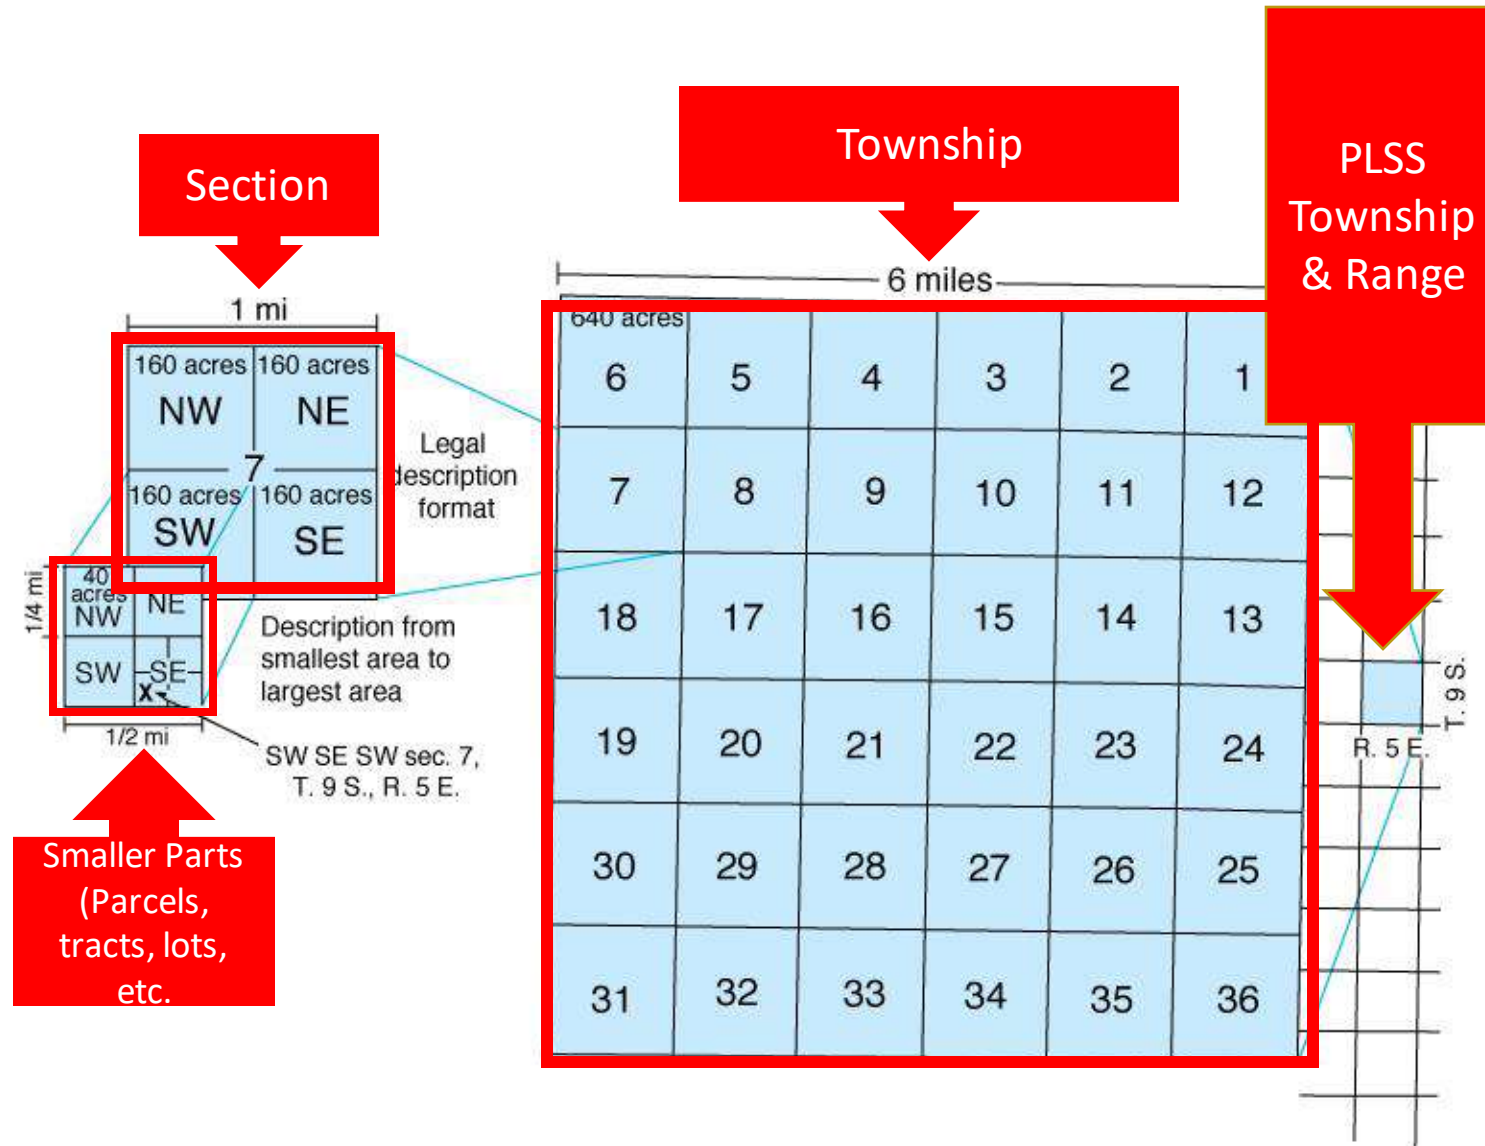 Section
Township
PLSS
Township
& Range
1 mi
6 miles
160 acres 160 acres
NW NE
7
160 acres 160 acres
SW SE
Legal
description
format
640 acres
6 5 4 3 2 1
7 8 9 10 11 12
18 17 16 15 14 13
19 20 21 22 23 24
30 29 28 27 26 25
31 32 33 34 35 36
1/4 mi
40
acres
NW NE
SW SE
X
1/2 mi
Description from
smallest area to
largest area
SW SE SW sec. 7,
T. 9 S., R. 5 E.
T. 9 S.
R. 5 E.
Smaller Parts
(Parcels,
tracts, lots,
etc.